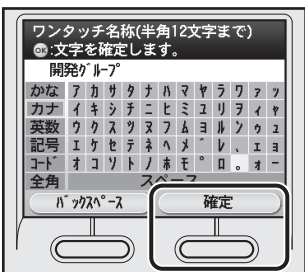 ワンタッチ名称(半角12文字まで)
OK:文字を確定します。
開発ｸﾞﾙｰﾌﾟ
かな ｱ ｶ ｻ ﾀ ﾅ ﾊ ﾏ ﾔ ﾗ ﾜ ｧ ｯ
カナ ｲ ｷ ｼ ﾁ ﾆ ﾋ ﾐ ﾕ ﾘ ｦ ｨ ｬ
英数 ｳ ｸ ｽ ﾂ ﾇ ﾌ ﾑ ﾖ ﾙ ﾝ ｩ ｭ
記号 ｴ ｹ ｾ ﾃ ﾈ ﾍ ﾒ ﾞ ﾚ 、 ｪ ｮ
ｺｰﾄﾞ ｵ ｺ ｿ ﾄ ﾉ ﾎ ﾓ ﾟ ﾛ 。 ｫ ｰ
全角 スペース
ﾊﾞｯｸｽﾍﾟｰｽ 確定